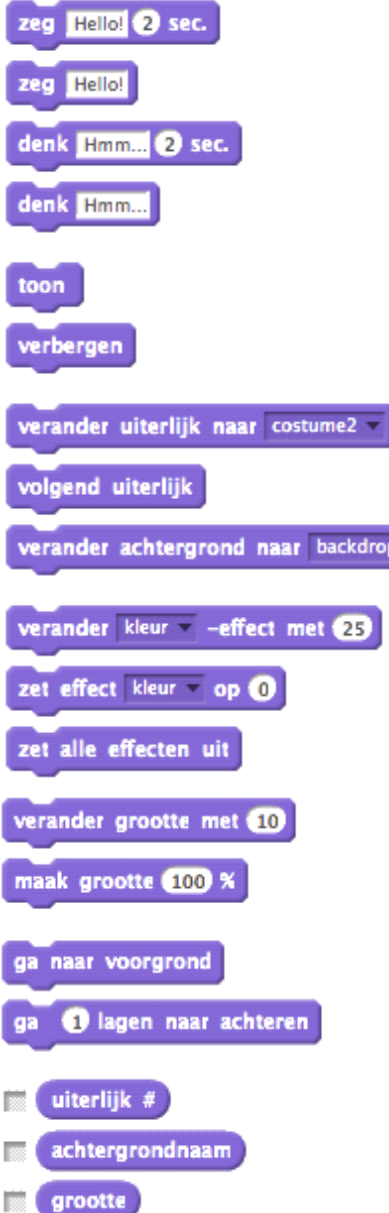 zeg Hello! 2 sec.
zeg Hello!
denk Hmm... 2 sec.
denk Hmm...
toon
verbergen
verander uiterlijk naar costume2
volgend uiterlijk
verander achtergrond naar backdrop
verander kleur -effect met 25
zet effect kleur op 0
zet alle effecten uit
verander grootte met 10
maak grootte 100 %
ga naar voorgrond
ga 1 lagen naar achteren
uiterlijk #
achtergrondnaam
grootte